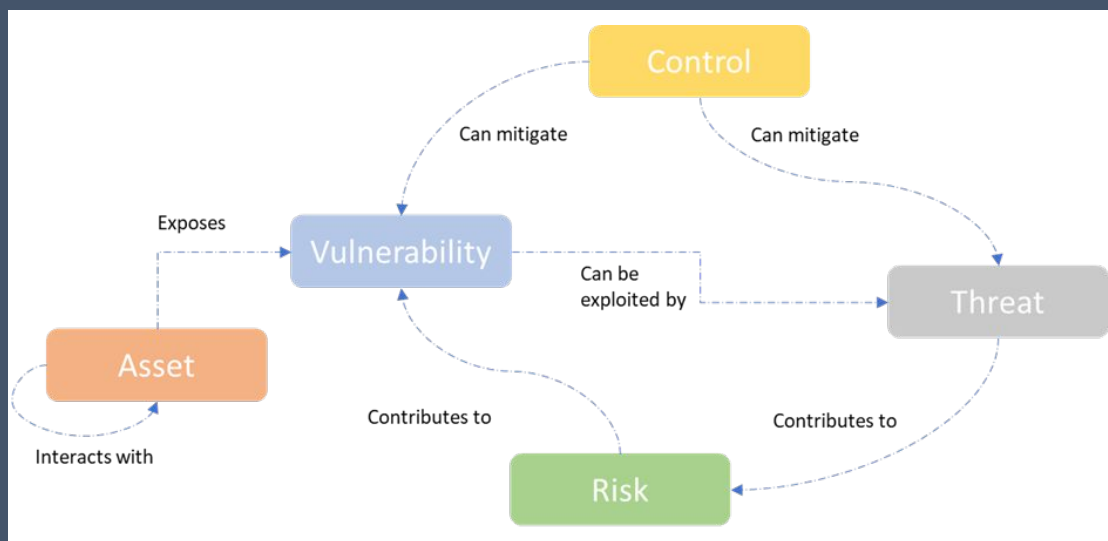 Control
Can mitigate
Can mitigate
Exposes
Vulnerability
Can be
exploited by
Threat
Asset
Contributes to
Contributes to
Interacts with
Risk